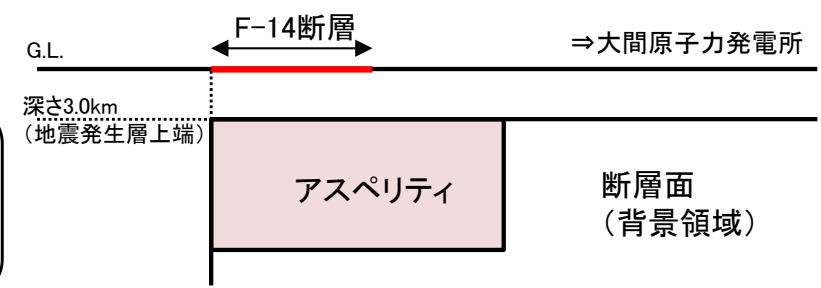 F-14断層
G.L.
⇒大間原子力発電所
深さ3.0km
（地震発生層上端）
アスペリティ
断層面
（背景領域）